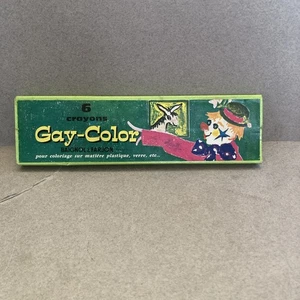 6
crayons
Gay-Color
pour coloriage sur matière plastique, verre, etc...